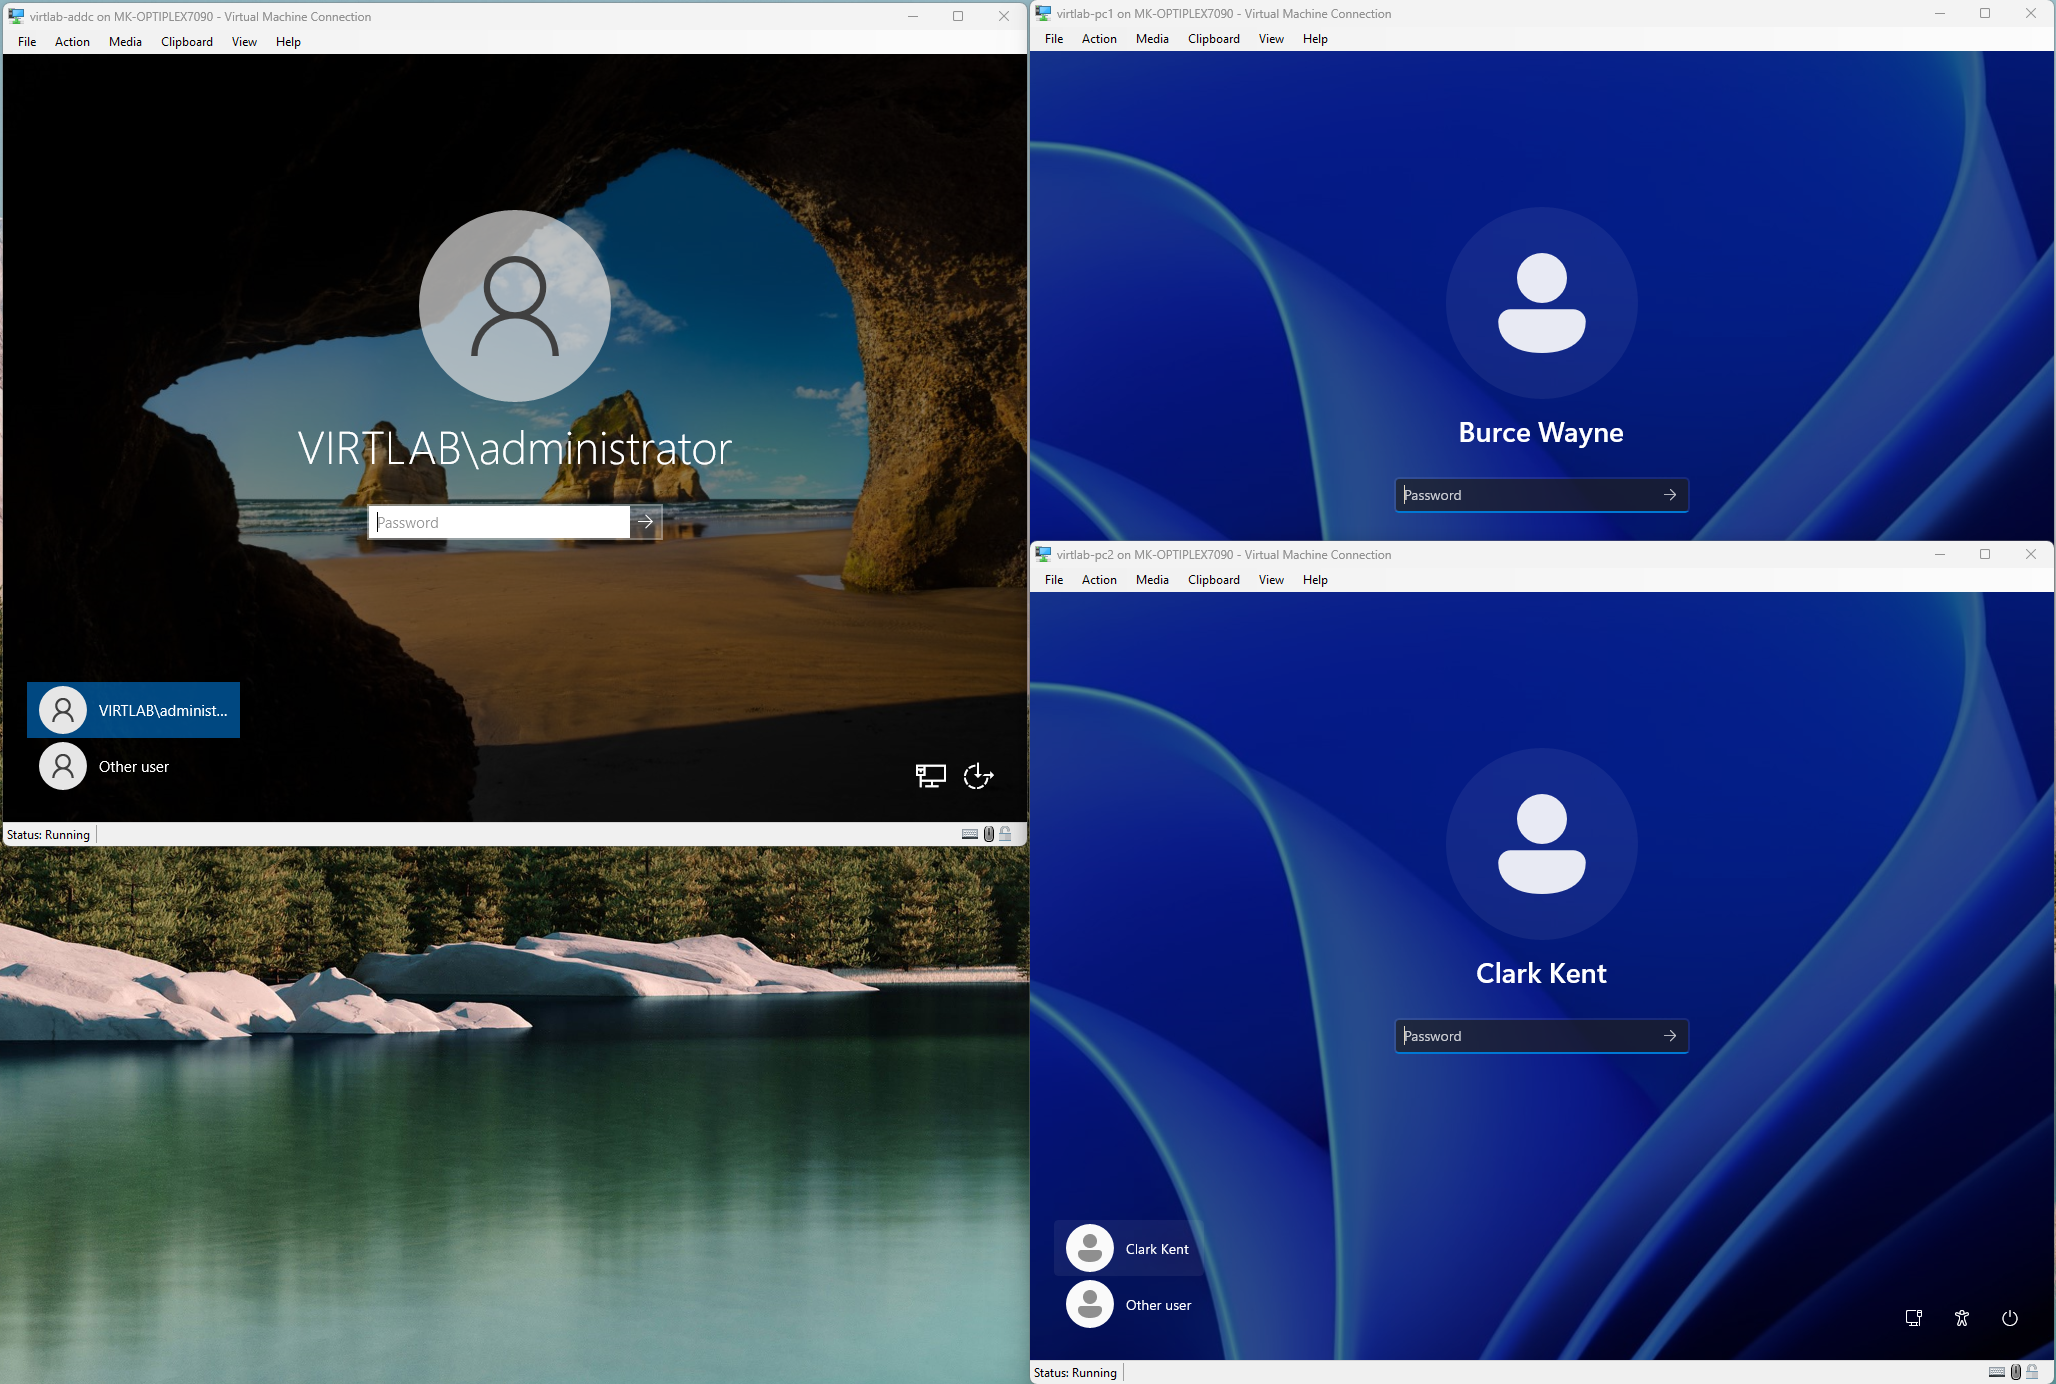 virtlab-addc on MK-OPTIPLEX7090 - Virtual Machine Connection
File Action Media Clipboard View Help
VIRTLAB\administrator
Password
VIRTLAB\administ...
Other user
Status: Running
virtlab-pc1 on MK-OPTIPLEX7090 - Virtual Machine Connection
File Action Media Clipboard View Help
Burce Wayne
Password
virtlab-pc2 on MK-OPTIPLEX7090 - Virtual Machine Connection
File Action Media Clipboard View Help
Clark Kent
Password
Clark Kent
Other user
Status: Running